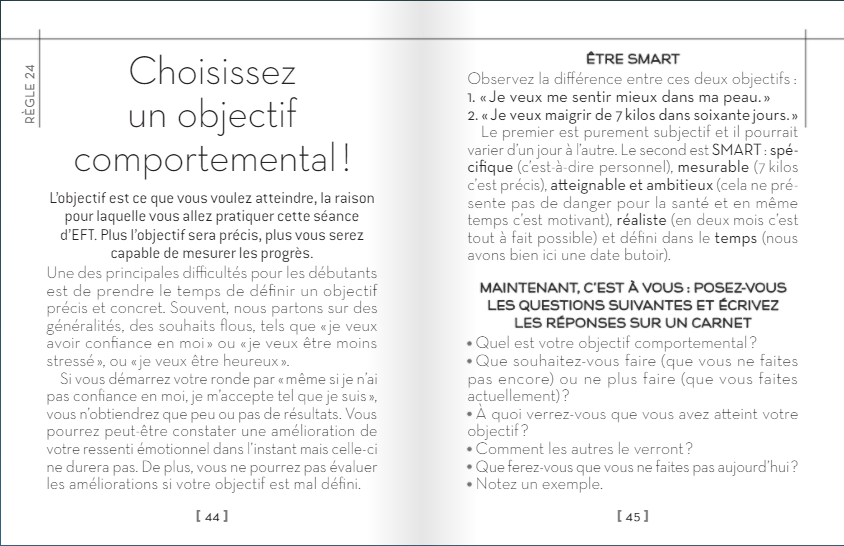 RÈGLE 24
Choisissez
un objectif
comportemental !
L'objectif est ce que vous voulez atteindre, la raison
pour laquelle vous allez pratiquer cette séance
d'EFT. Plus l'objectif sera précis, plus vous serez
capable de mesurer les progrès.
Une des principales difficultés pour les débutants
est de prendre le temps de définir un objectif
précis et concret. Souvent, nous partons sur des
généralités, des souhaits flous, tels que « je veux
avoir confiance en moi » ou « je veux être moins
stressé », ou « je veux être heureux ».
Si vous démarrez votre ronde par « même si je n'ai
pas confiance en moi, je m'accepte tel que je suis »,
vous n'obtiendrez que peu ou pas de résultats. Vous
pourrez peut-être constater une amélioration de
votre ressenti émotionnel dans l'instant mais celle-ci
ne durera pas. De plus, vous ne pourrez pas évaluer
les améliorations si votre objectif est mal défini.
[ 44 ]
ÊTRE SMART
Observez la différence entre ces deux objectifs :
1. « Je veux me sentir mieux dans ma peau. »
2. « Je veux maigrir de 7 kilos dans soixante jours. »
Le premier est purement subjectif et il pourrait
varier d'un jour à l'autre. Le second est SMART : spé-
cifique (c'est-à-dire personnel), mesurable (7 kilos
c'est précis), atteignable et ambitieux (cela ne pré-
sente pas de danger pour la santé et en même
temps c'est motivant), réaliste (en deux mois c'est
tout à fait possible) et défini dans le temps (nous
avons bien ici une date butoir).
MAINTENANT, C'EST À VOUS : POSEZ-VOUS
LES QUESTIONS SUIVANTES ET ÉCRIVEZ
LES RÉPONSES SUR UN CARNET
• Quel est votre objectif comportemental ?
• Que souhaitez-vous faire (que vous ne faites
pas encore) ou ne plus faire (que vous faites
actuellement) ?
• À quoi verrez-vous que vous avez atteint votre
objectif ?
• Comment les autres le verront ?
• Que ferez-vous que vous ne faites pas aujourd'hui ?
• Notez un exemple.
[ 45 ]